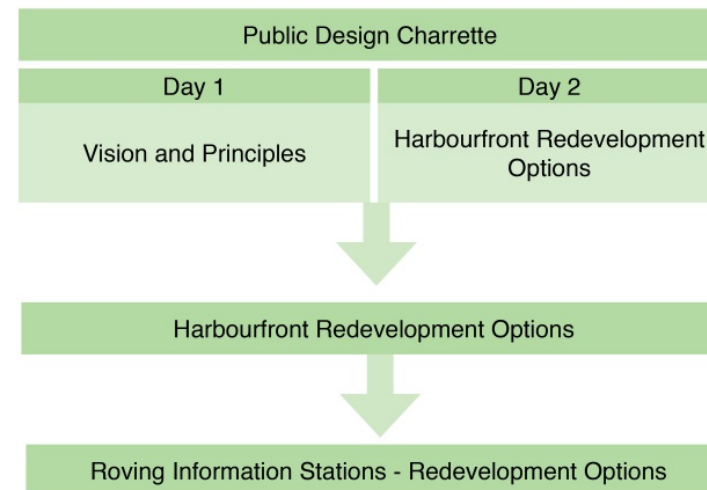 Public Design Charrette
Day 1
Day 2
Vision and Principles
Harbourfront Redevelopment
Options
Harbourfront Redevelopment Options
Roving Information Stations - Redevelopment Options